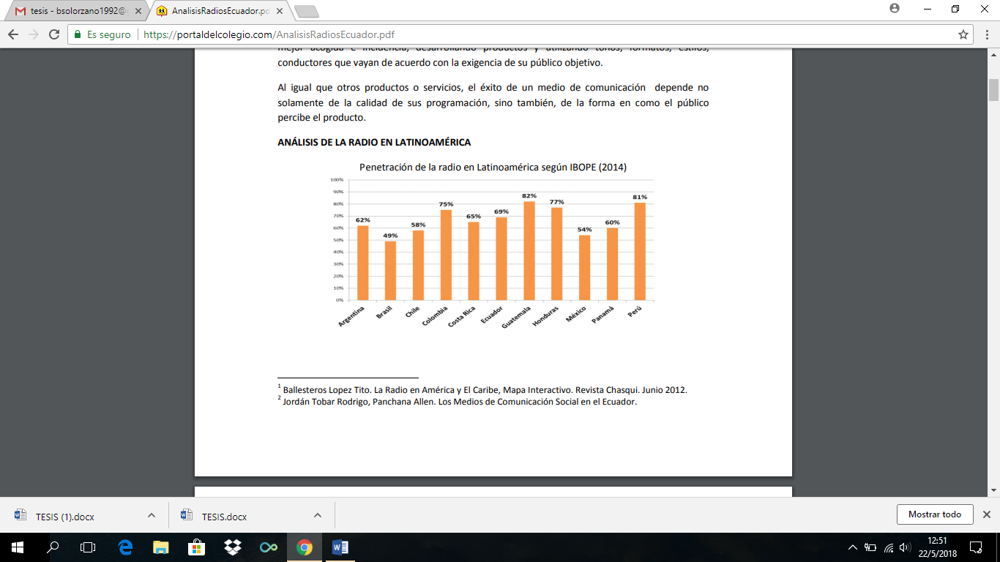 tesis - bsolorzano1992@
AnalisisRadiosEcuador.pd
Es seguro
https://portaldelcolegio.com/AnalisisRadiosEcuador.pdf
mejor acogida e incidencia, desarrollando productos y utilizando tonos, formatos, estilos,
conductores que vayan de acuerdo con la exigencia de su público objetivo.
Al igual que otros productos o servicios, el éxito de un medio de comunicación depende no
solamente de la calidad de sus programación, sino también, de la forma en como el público
percibe el producto.
ANÁLISIS DE LA RADIO EN LATINOAMÉRICA
Penetración de la radio en Latinoamérica según IBOPE (2014)
100%
90%
80%
70%
60%
50%
40%
30%
20%
10%
0%
62%
49%
58%
75%
65%
69%
82%
77%
54%
60%
81%
Argentina
Brasil
Chile
Colombia
Costa Rica
Ecuador
Guatemala
Honduras
México
Panamá
Perú
1 Ballesteros Lopez Tito. La Radio en América y El Caribe, Mapa Interactivo. Revista Chasqui. Junio 2012.
2 Jordán Tobar Rodrigo, Panchana Allen. Los Medios de Comunicación Social en el Ecuador.
TESIS (1).docx
TESIS.docx
Mostrar todo
12:51
22/5/2018